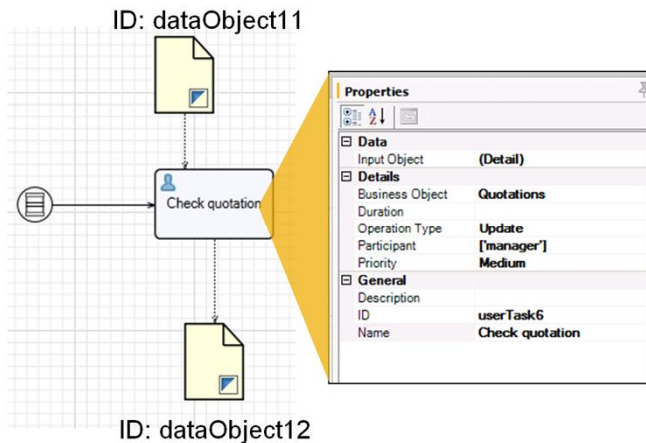 ID: dataObject11
Check quotation
ID: dataObject12
Properties
Data
Input Object (Detail)
Details
Business Object Quotations
Duration
Operation Type Update
Participant ['manager']
Priority Medium
General
Description
ID userTask6
Name Check quotation